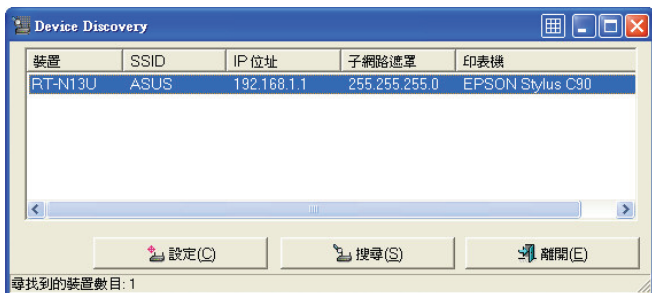 Device Discovery
裝置 SSID IP 位址 子網路遮罩 印表機
RT-N13U ASUS 192.168.1.1 255.255.255.0 EPSON Stylus C90
設定(C) 搜尋(S) 離開(E)
尋找到的裝置數目: 1